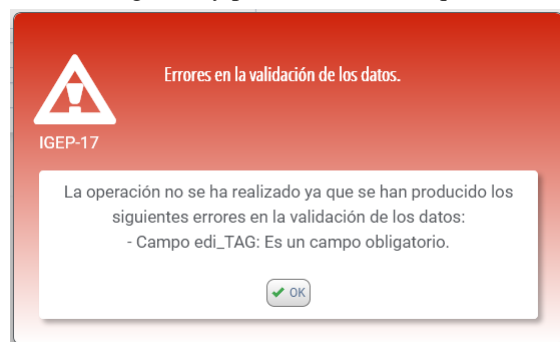 Errores en la validación de los datos.
IGEP-17
La operación no se ha realizado ya que se han producido los
siguientes errores en la validación de los datos:
- Campo edi_TAG: Es un campo obligatorio.
OK